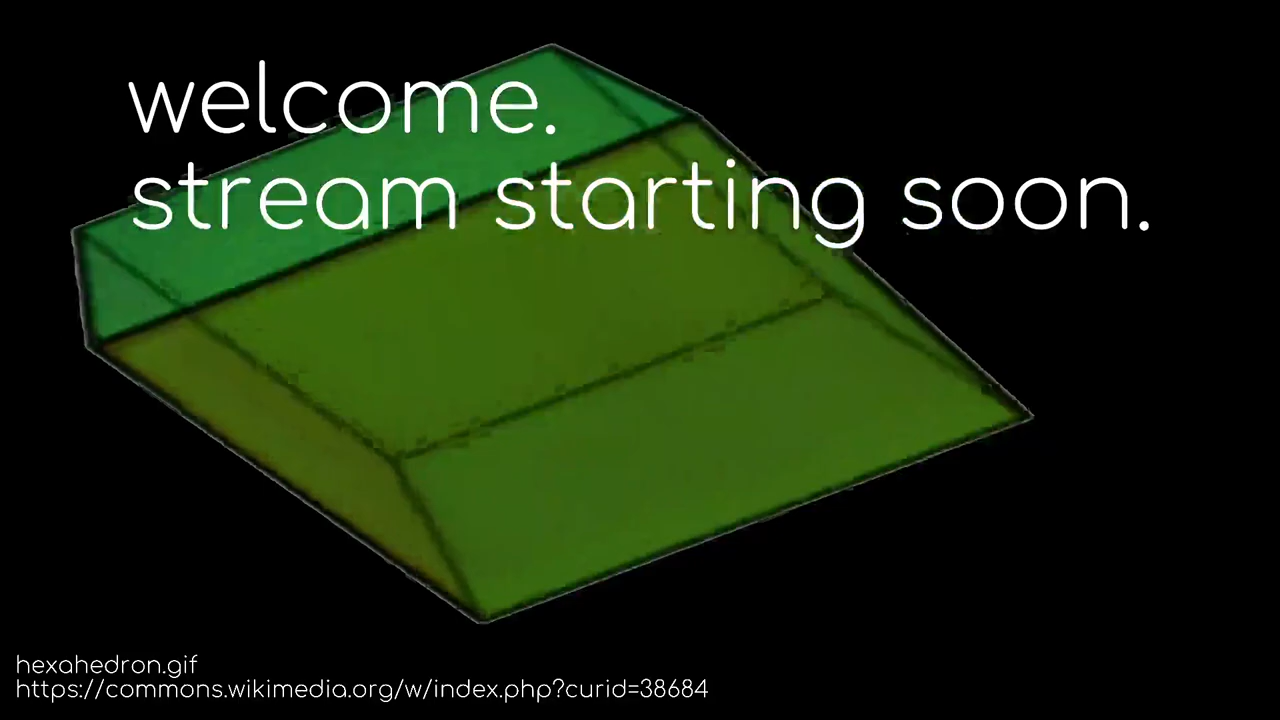 welcome.
stream starting soon.
hexahedron.gif
https://commons.wikimedia.org/w/index.php?curid=38684